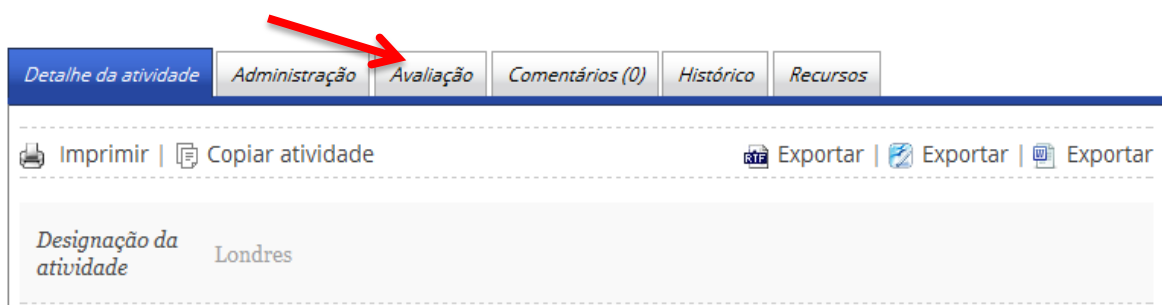 Detalhe da atividade Administração Avaliação Comentários (0) Histórico Recursos
Imprimir | Copiar atividade RTF Exportar | Exportar | W Exportar
Designação da
atividade
Londres